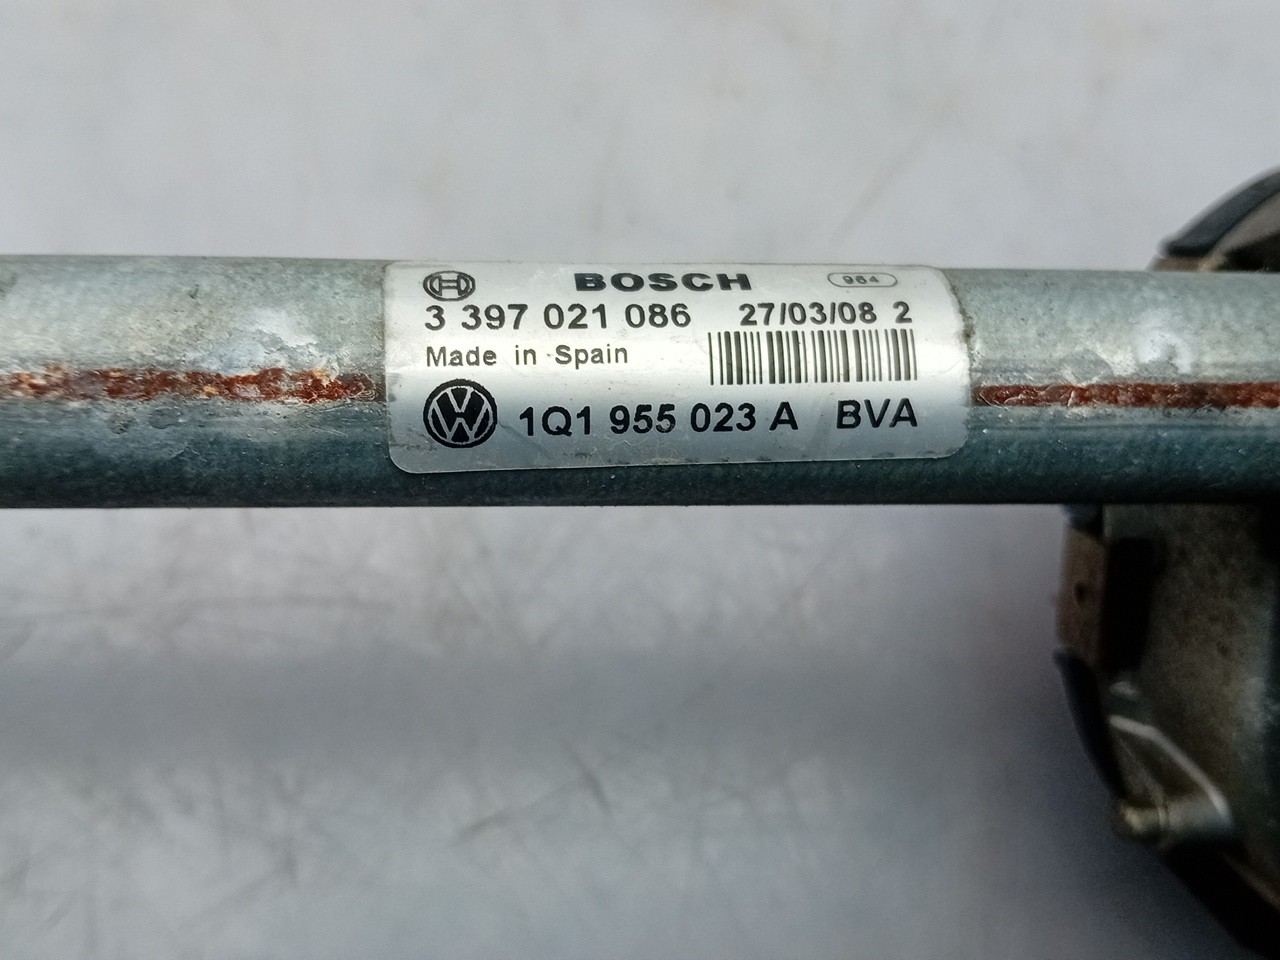 BOSCH 964
3 397 021 086 27/03/08 2
Made in Spain
1Q1 955 023 A BVA